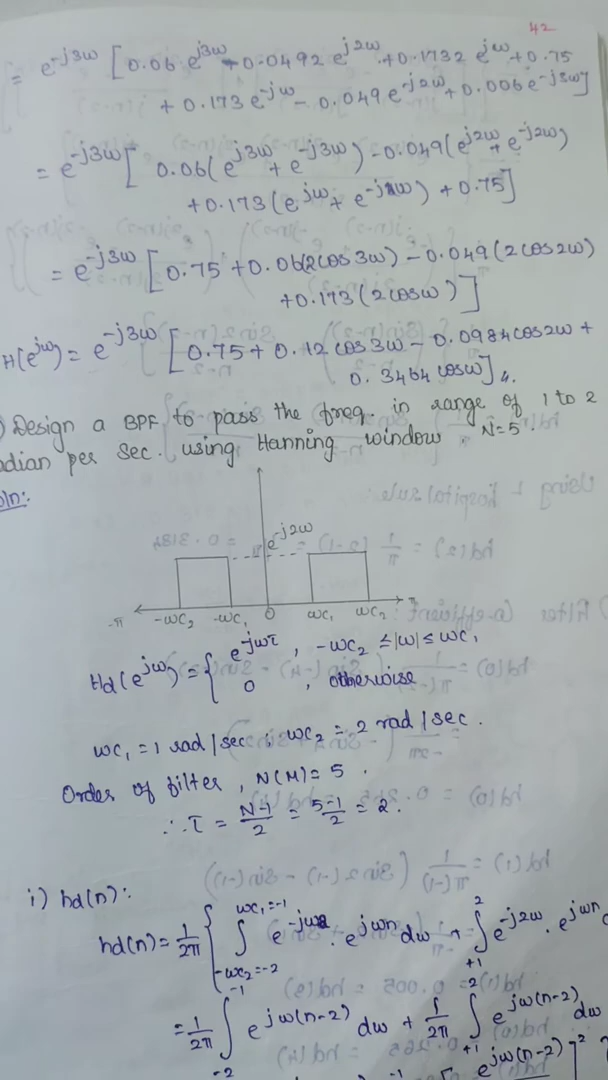 42
= e^-j3ω [0.06 e^j3ω - 0.0492 e^j2ω + 0.1732 e^jω + 0.75
+ 0.173 e^-jω - 0.049 e^-j2ω + 0.006 e^-j3ω]
= e^-j3ω [0.06(e^j3ω + e^-j3ω) - 0.049(e^j2ω + e^-j2ω)
+ 0.173(e^jω + e^-jω) + 0.75]
= e^-j3ω [0.75 + 0.06(2cos3ω) - 0.049(2cos2ω)
+ 0.173(2cosω)]
H(e^jω) = e^-j3ω [0.75 + 0.12 cos3ω - 0.0984 cos2ω +
0.3464 cosω]
) Design a BPF to pass the freq. in range of 1 to 2
adian per sec. using Hanning window N=5.
oln:
e^-j2ω
-π -ωc2 -ωc1 0 ωc1 ωc2 π
Hd(e^jω) = { e^-jωτ , -ωc2 ≤ |ω| ≤ ωc1
0 , otherwise
ωc1 = 1 rad/sec ; ωc2 = 2 rad/sec.
Order of filter, N(M) = 5.
∴ τ = N-1/2 = 5-1/2 = 2.
i) hd(n):
hd(n) = 1/2π { ∫ -ωc2=-2 ωc1=-1 e^-jω2 . e^jωn dω + ∫ +1 2 e^-j2ω . e^jωn
= 1/2π ∫ -2 -1 e^jω(n-2) dω + 1/2π ∫ +1 2 e^jω(n-2) dω
-1 [ e^jω(n-2) ]2